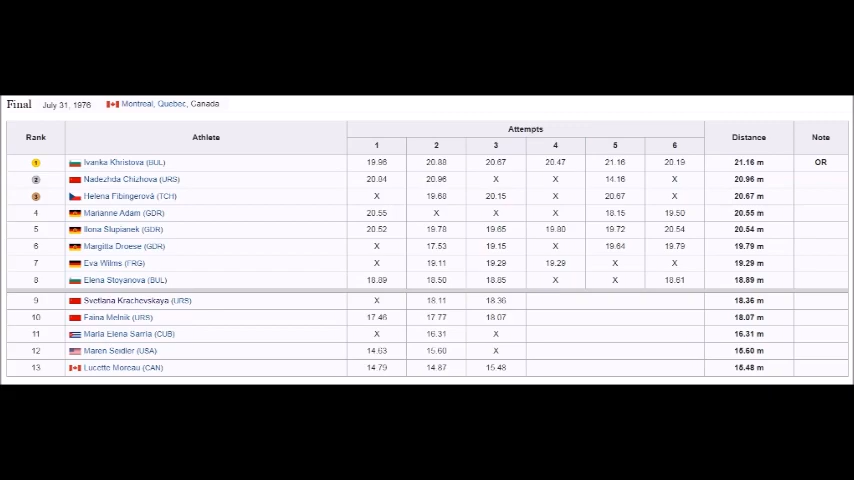 Final July 31, 1976 Montreal, Quebec, Canada
Rank Athlete Attempts Distance Note
1 2 3 4 5 6
1 Ivanka Khristova (BUL) 19.96 20.88 20.67 20.47 21.16 20.19 21.16 m OR
2 Nadezhda Chizhova (URS) 20.84 20.96 X X 14.16 X 20.96 m
3 Helena Fibingerová (TCH) X 19.68 20.15 X 20.67 X 20.67 m
4 Marianne Adam (GDR) 20.55 X X X 18.15 19.50 20.55 m
5 Ilona Slupianek (GDR) 20.52 19.78 19.65 19.80 19.72 20.54 20.54 m
6 Margitta Droese (GDR) X 17.53 19.15 X 19.64 19.79 19.79 m
7 Eva Wilms (FRG) X 19.11 19.29 19.29 X X 19.29 m
8 Elena Stoyanova (BUL) 18.89 18.50 18.85 X X 18.61 18.89 m
9 Svetlana Krachevskaya (URS) X 18.11 18.36 18.36 m
10 Faina Melnik (URS) 17.46 17.77 18.07 18.07 m
11 Maria Elena Sarría (CUB) X 16.31 X 16.31 m
12 Maren Seidler (USA) 14.63 15.60 X 15.60 m
13 Lucette Moreau (CAN) 14.79 14.87 15.48 15.48 m